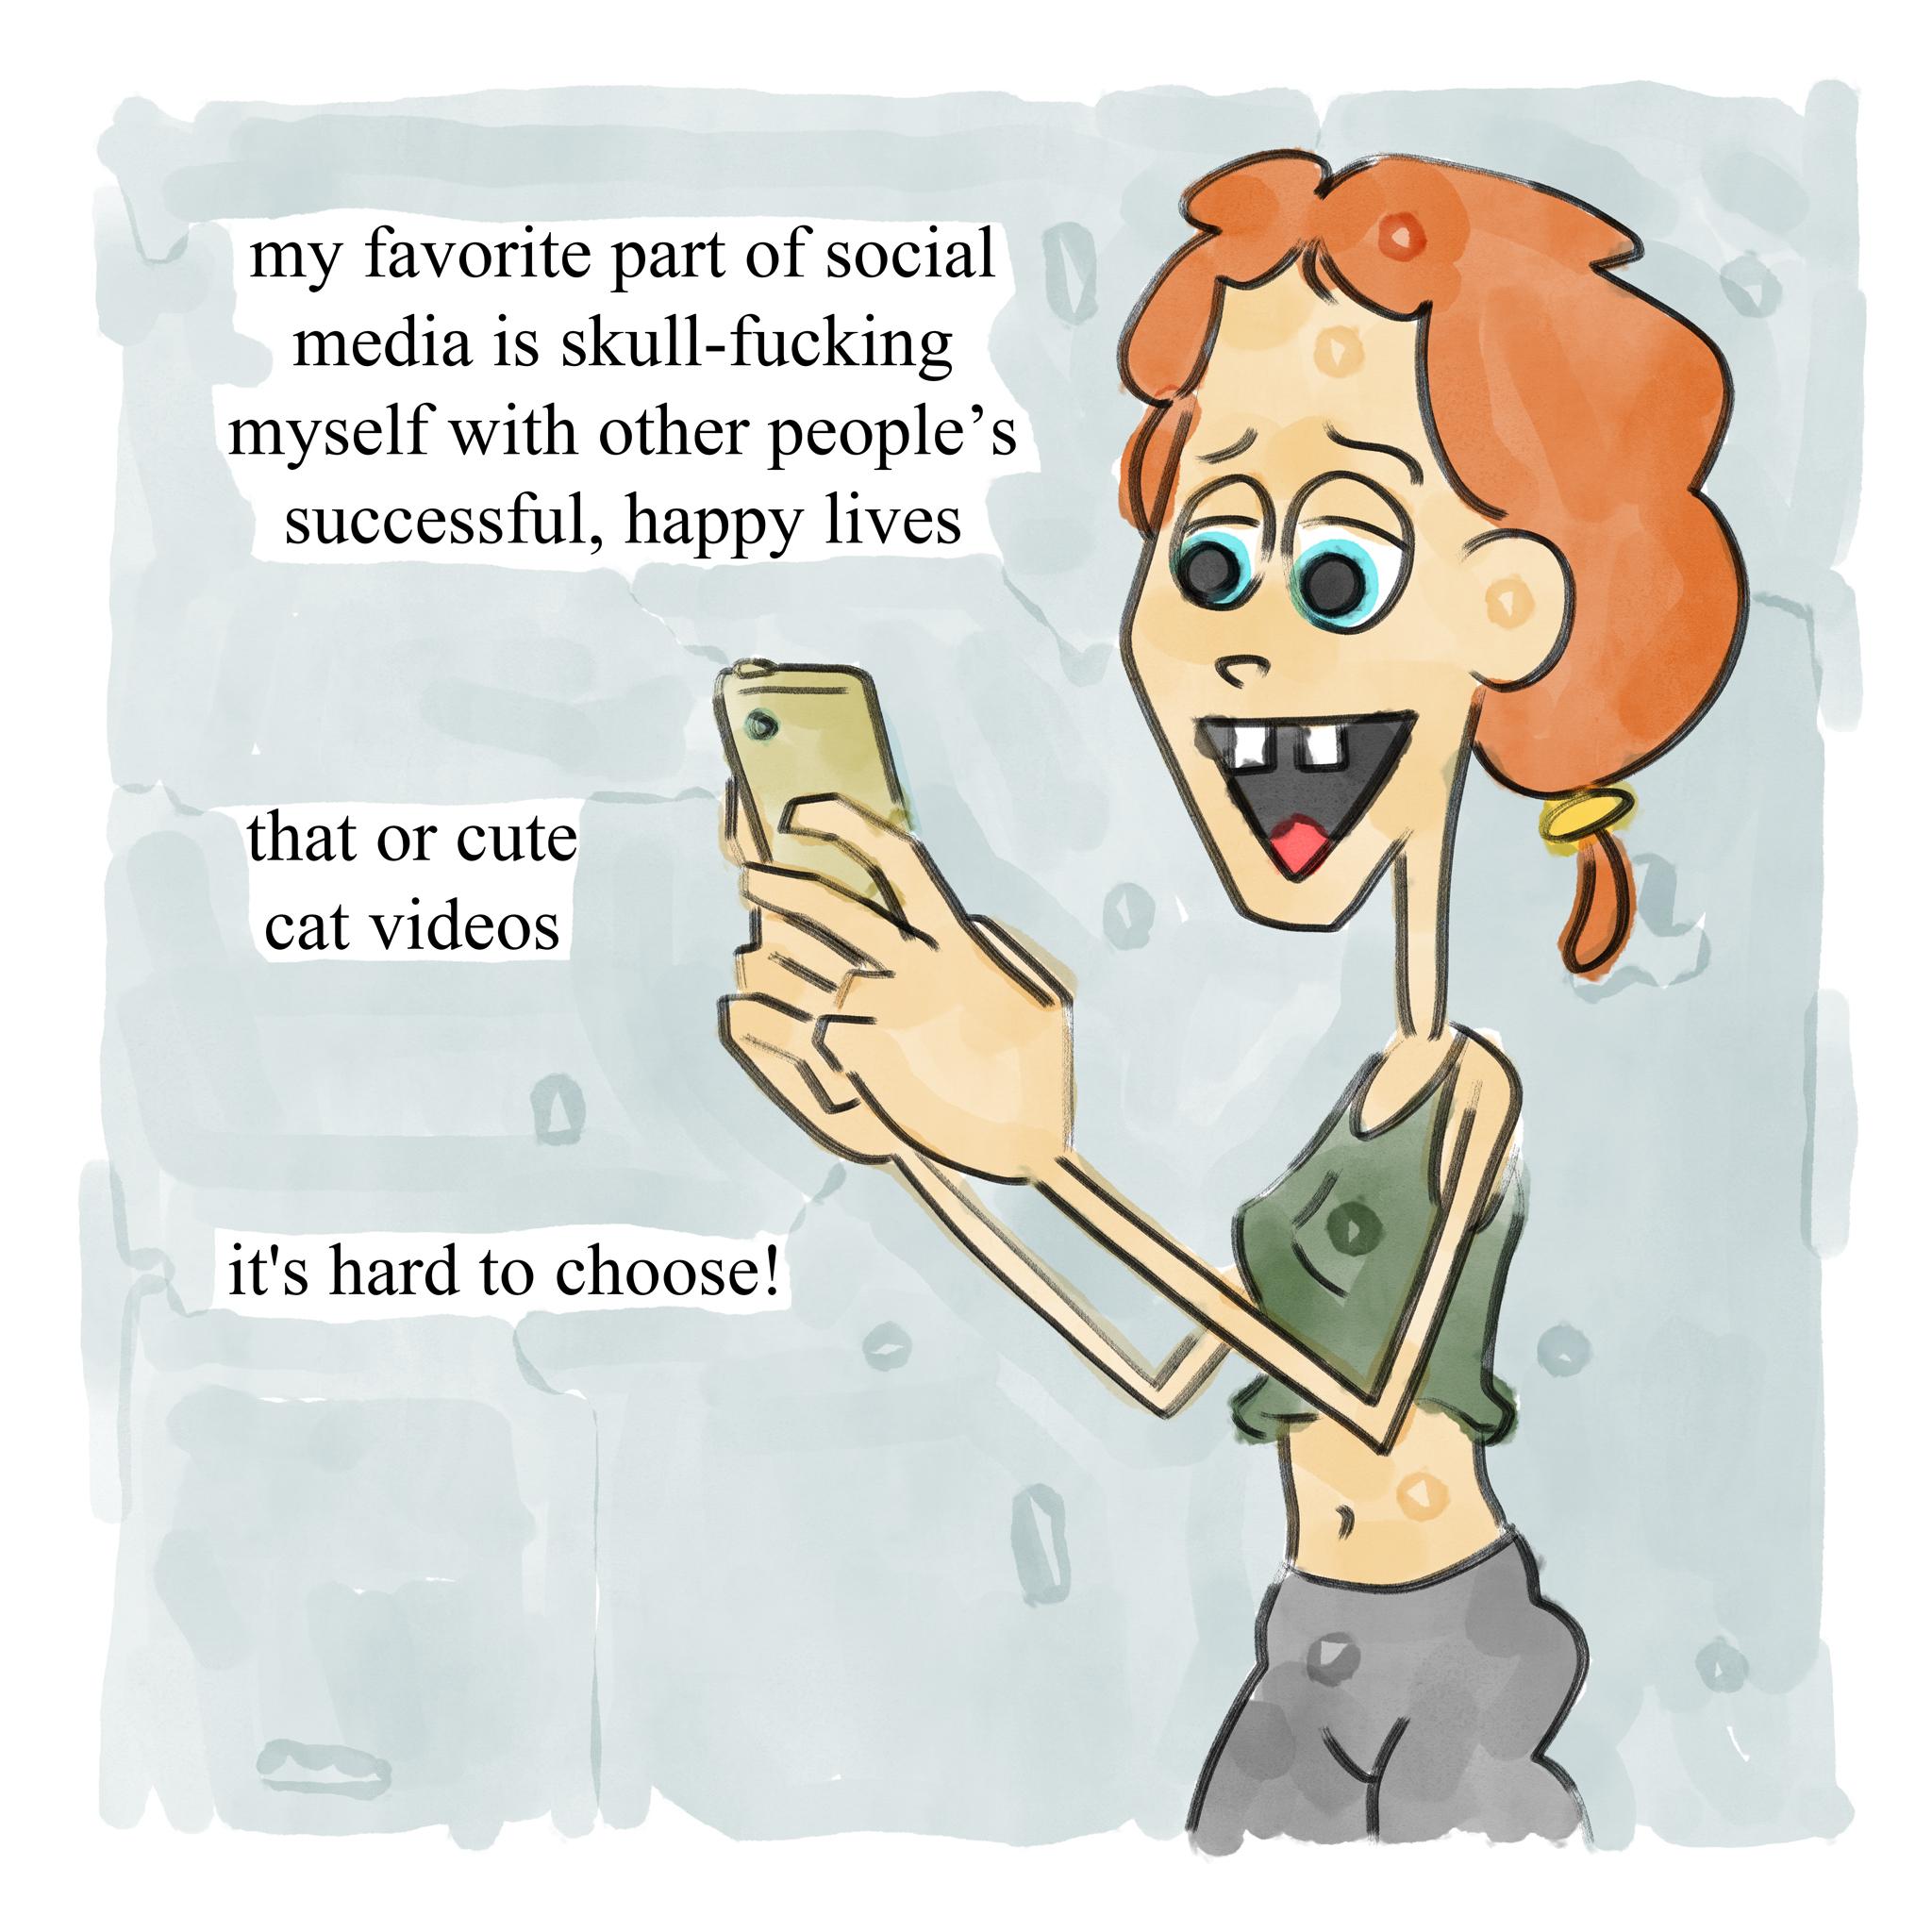 my favorite part of social
media is skull-fucking
myself with other people’s
successful, happy lives
that or cute
cat videos
it's hard to choose!